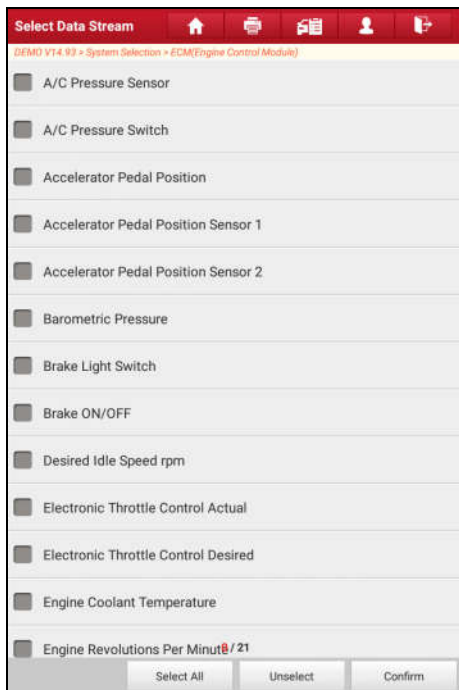 Select Data Stream
DEMO V14.93 > System Selection > ECM(Engine Control Module)
A/C Pressure Sensor
A/C Pressure Switch
Accelerator Pedal Position
Accelerator Pedal Position Sensor 1
Accelerator Pedal Position Sensor 2
Barometric Pressure
Brake Light Switch
Brake ON/OFF
Desired Idle Speed rpm
Electronic Throttle Control Actual
Electronic Throttle Control Desired
Engine Coolant Temperature
Engine Revolutions Per Minute / 21
Select All Unselect Confirm